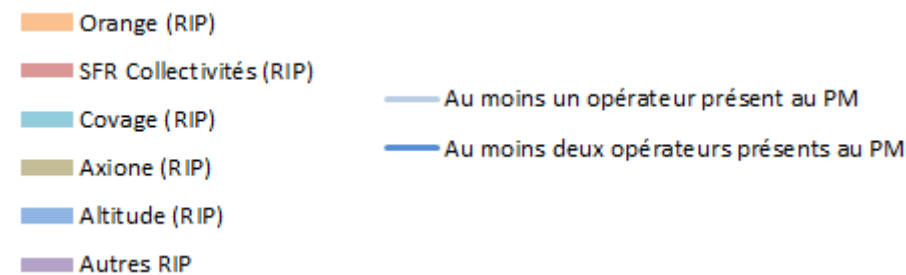 Orange (RIP)
SFR Collectivités (RIP)
Covage (RIP)
Axione (RIP)
Altitude (RIP)
Autres RIP
Au moins un opérateur présent au PM
Au moins deux opérateurs présents au PM